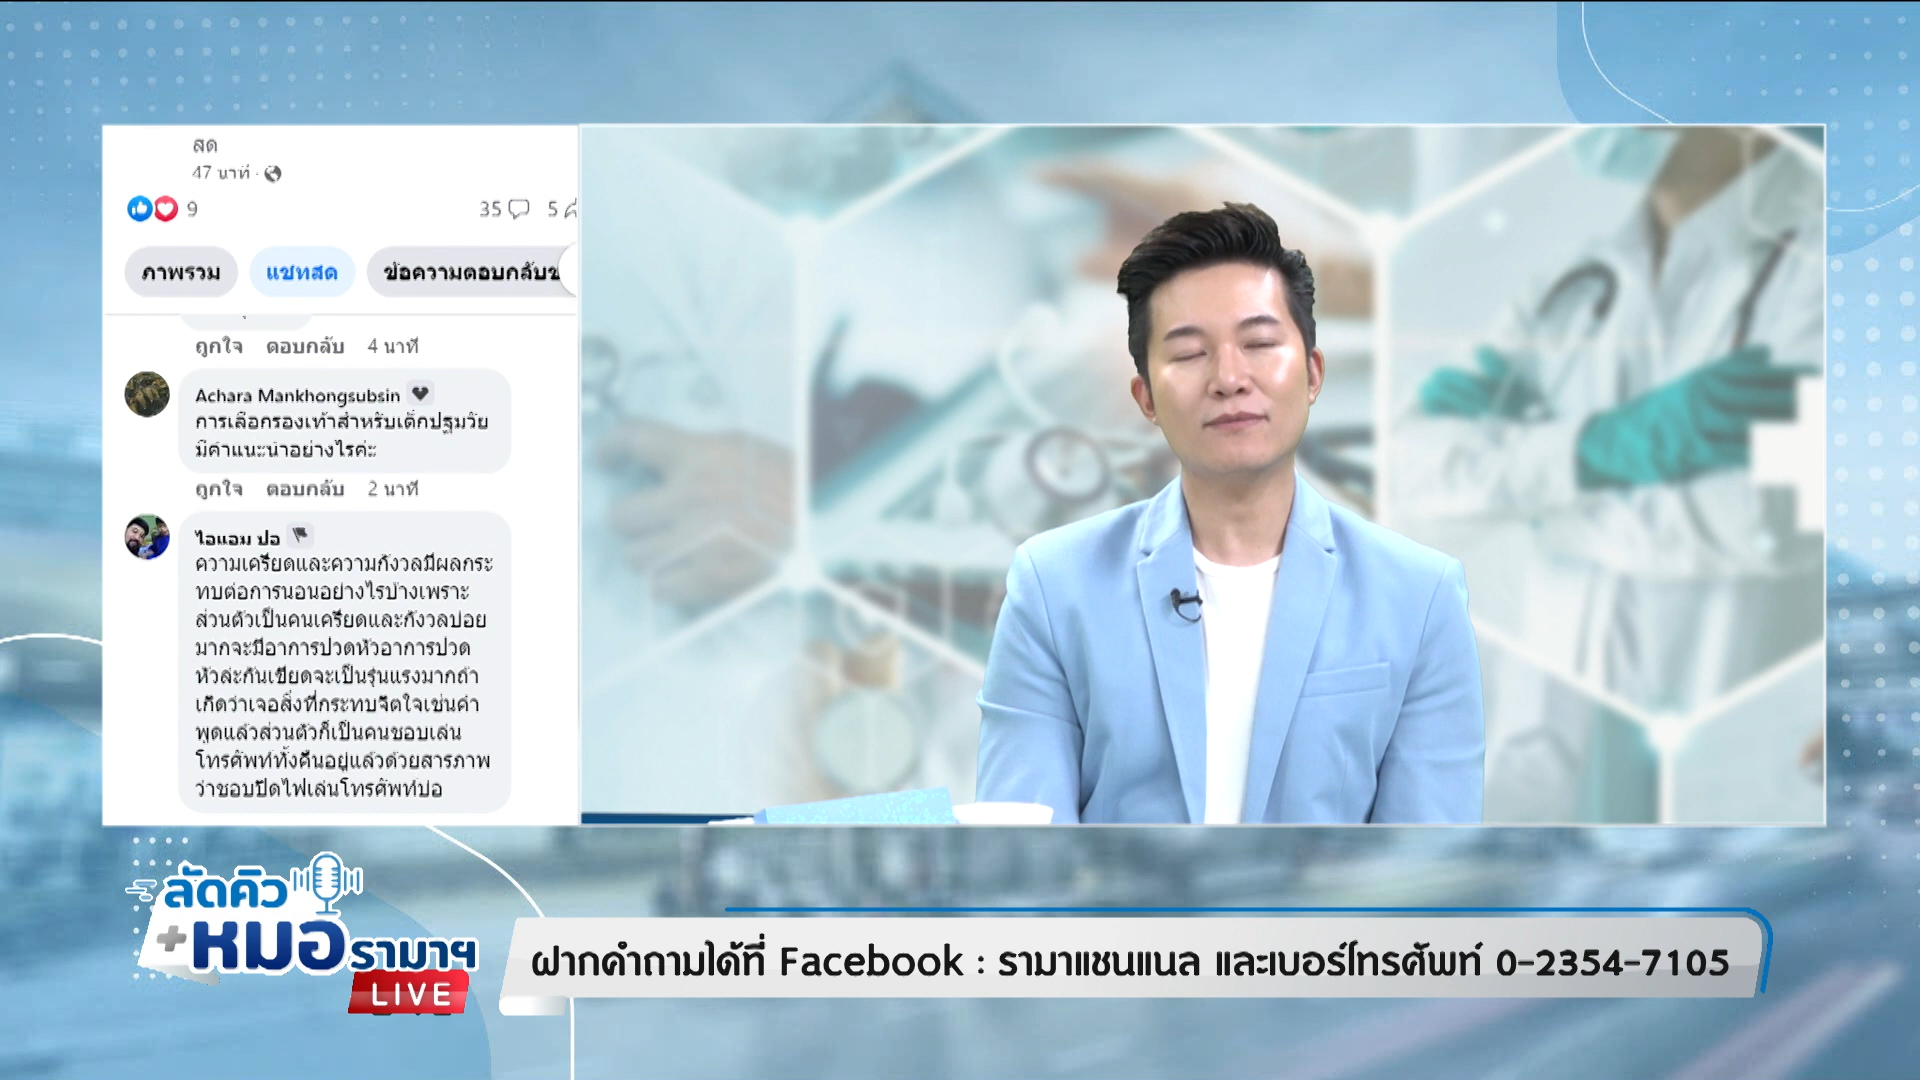 สด
47 นาที ·
9
35
5
ภาพรวม
แชทสด
ข้อความตอบกลับข
ถูกใจ ตอบกลับ 4 นาที
Achara Mankhongsubsin
การเลือกรองเท้าสำหรับเด็กปฐมวัย
มีคำแนะนำอย่างไรค่ะ
ถูกใจ ตอบกลับ 2 นาที
ไอแอม ปอ
ความเครียดและความกังวลมีผลกระ
ทบต่อการนอนอย่างไรบ้างเพราะ
ส่วนตัวเป็นคนเครียดและกังวลบ่อย
มากจะมีอาการปวดหัวอาการปวด
หัวล่ะกันเขียดจะเป็นรุ่นแรงมากถ้า
เกิดว่าเจอสิ่งที่กระทบจิตใจเช่นคำ
พูดแล้วส่วนตัวก็เป็นคนชอบเล่น
โทรศัพท์ทั้งคืนอยู่แล้วด้วยสารภาพ
ว่าชอบปิดไฟเล่นโทรศัพท์บ่อ
ลัดคิว
หมอรามาฯ
LIVE
ฝากคำถามได้ที่ Facebook : รามาแชนแนล และเบอร์โทรศัพท์ 0-2354-7105